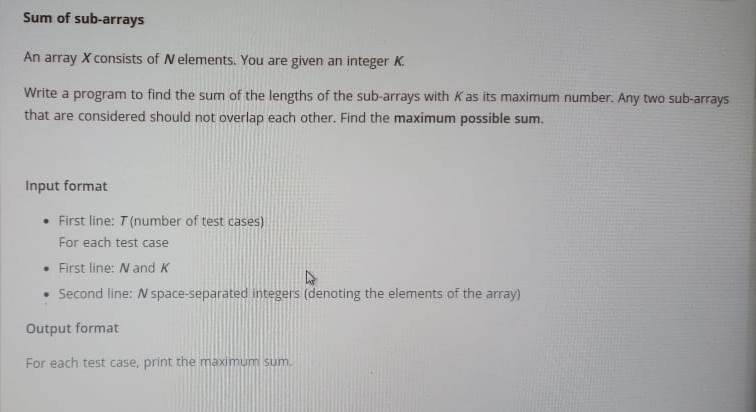 Sum of sub-arrays
An array X consists of N elements. You are given an integer K.
Write a program to find the sum of the lengths of the sub-arrays with K as its maximum number. Any two sub-arrays
that are considered should not overlap each other. Find the maximum possible sum.
Input format
• First line: T (number of test cases)
For each test case
• First line: N and K
• Second line: N space-separated integers (denoting the elements of the array)
Output format
For each test case, print the maximum sum.